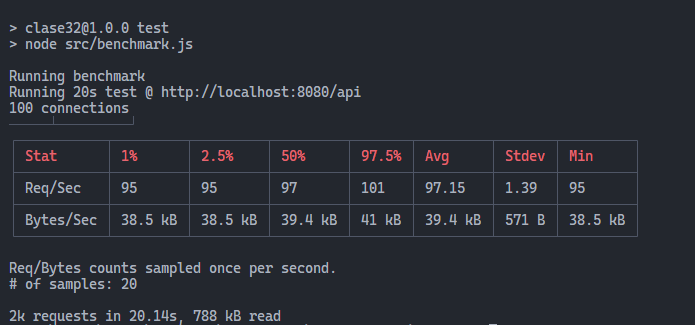 > clase32@1.0.0 test
> node src/benchmark.js
Running benchmark
Running 20s test @ http://localhost:8080/api
100 connections
Stat 1% 2.5% 50% 97.5% Avg Stdev Min
Req/Sec 95 95 97 101 97.15 1.39 95
Bytes/Sec 38.5 kB 38.5 kB 39.4 kB 41 kB 39.4 kB 571 B 38.5 kB
Req/Bytes counts sampled once per second.
# of samples: 20
2k requests in 20.14s, 788 kB read